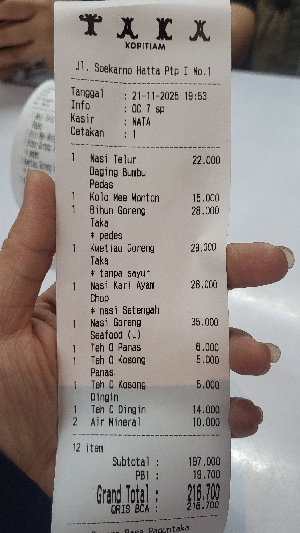 TAKA
KOPITIAM
Jl. Soekarno Hatta Ptp I No.1
Tanggal : 21-11-2025 19:53
Info : OC 7 sp
Kasir : NATA
Cetakan : 1
1 Nasi Telur 22.000
Daging Bumbu
Pedas
1 Kolo Mee Wonton 18.000
1 Bihun Goreng 28.000
Taka
* pedes
1 Kwetiau Goreng 29.000
Taka
* tanpa sayur
1 Nasi Kari Ayam 26.000
Chop
* nasi Setengah
1 Nasi Goreng 35.000
Seafood (.)
1 Teh O Panas 6.000
1 Teh O Kosong 5.000
Panas
1 Teh O Kosong 5.000
Dingin
1 Teh C Dingin 14.000
2 Air Mineral 10.000
12 item
Subtotal : 197.000
PB1 : 19.700
Grand Total : 216.700
QRIS BCA : 216.700